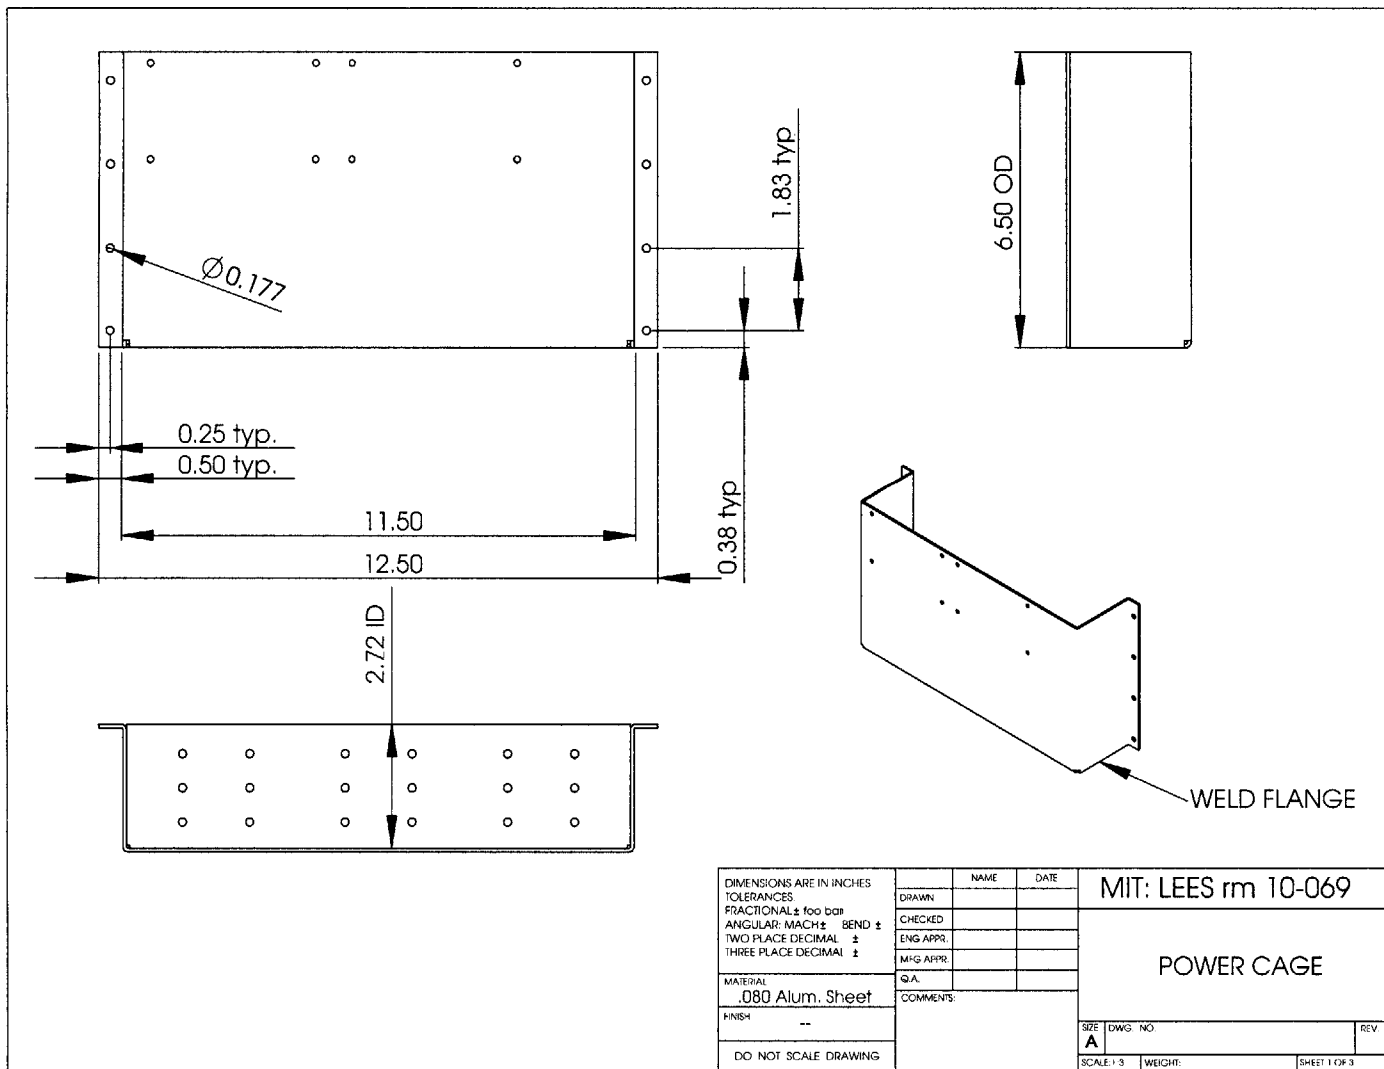 1.83 typ
6.50 OD
Ø0.177
0.25 typ.
0.50 typ.
11.50
12.50
0.38 typ
2.72 ID
WELD FLANGE
DIMENSIONS ARE IN INCHES
TOLERANCES:
FRACTIONAL± foo bar
ANGULAR: MACH± BEND ±
TWO PLACE DECIMAL ±
THREE PLACE DECIMAL ±
MATERIAL
.080 Alum. Sheet
FINISH
--
DO NOT SCALE DRAWING
NAME DATE
DRAWN
CHECKED
ENG APPR.
MFG APPR.
Q.A.
COMMENTS:
MIT: LEES rm 10-069
POWER CAGE
SIZE DWG. NO. REV.
A
SCALE:1:3 WEIGHT: SHEET 1 OF 3